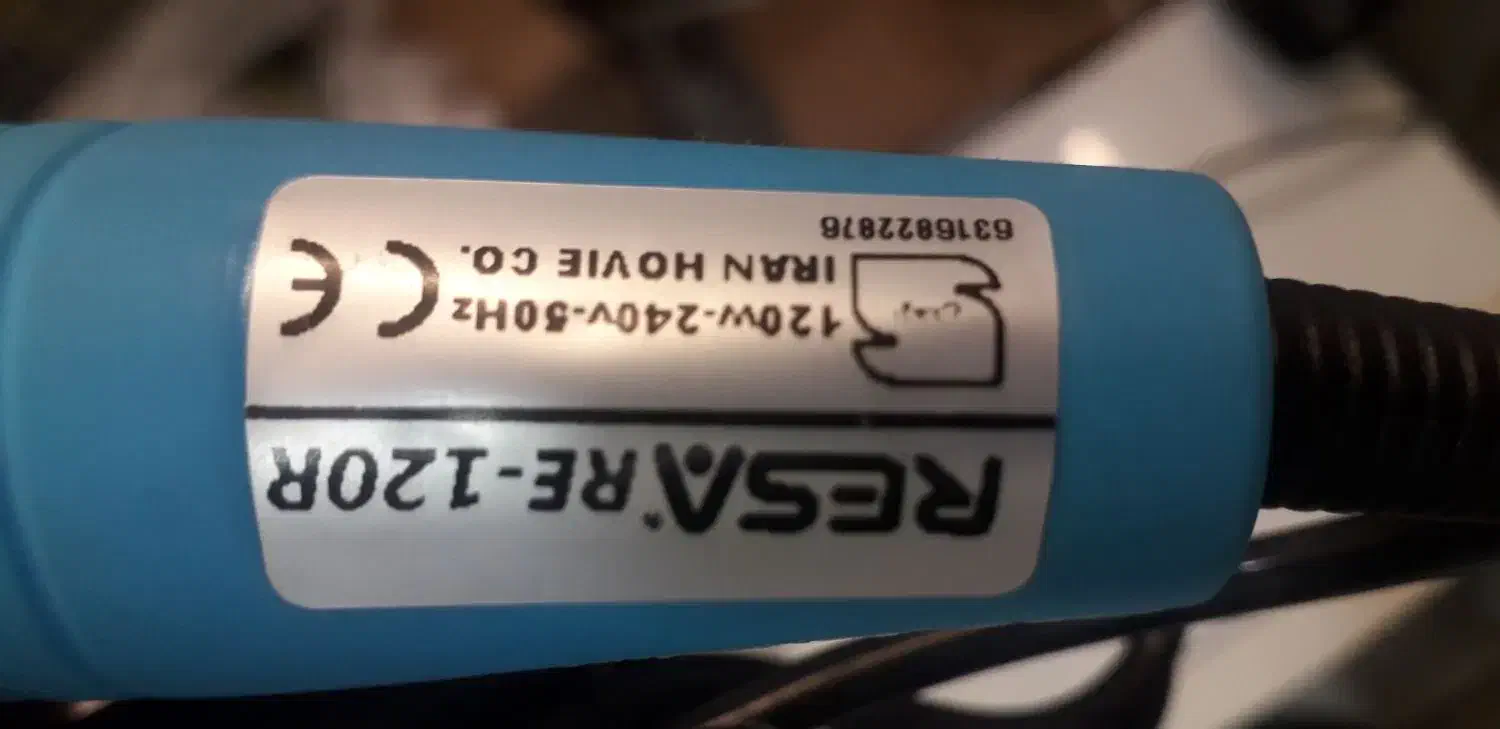 RESA® RE-120R
120w-240v-50Hz
IRAN HOVIE CO.
CE
6316822876